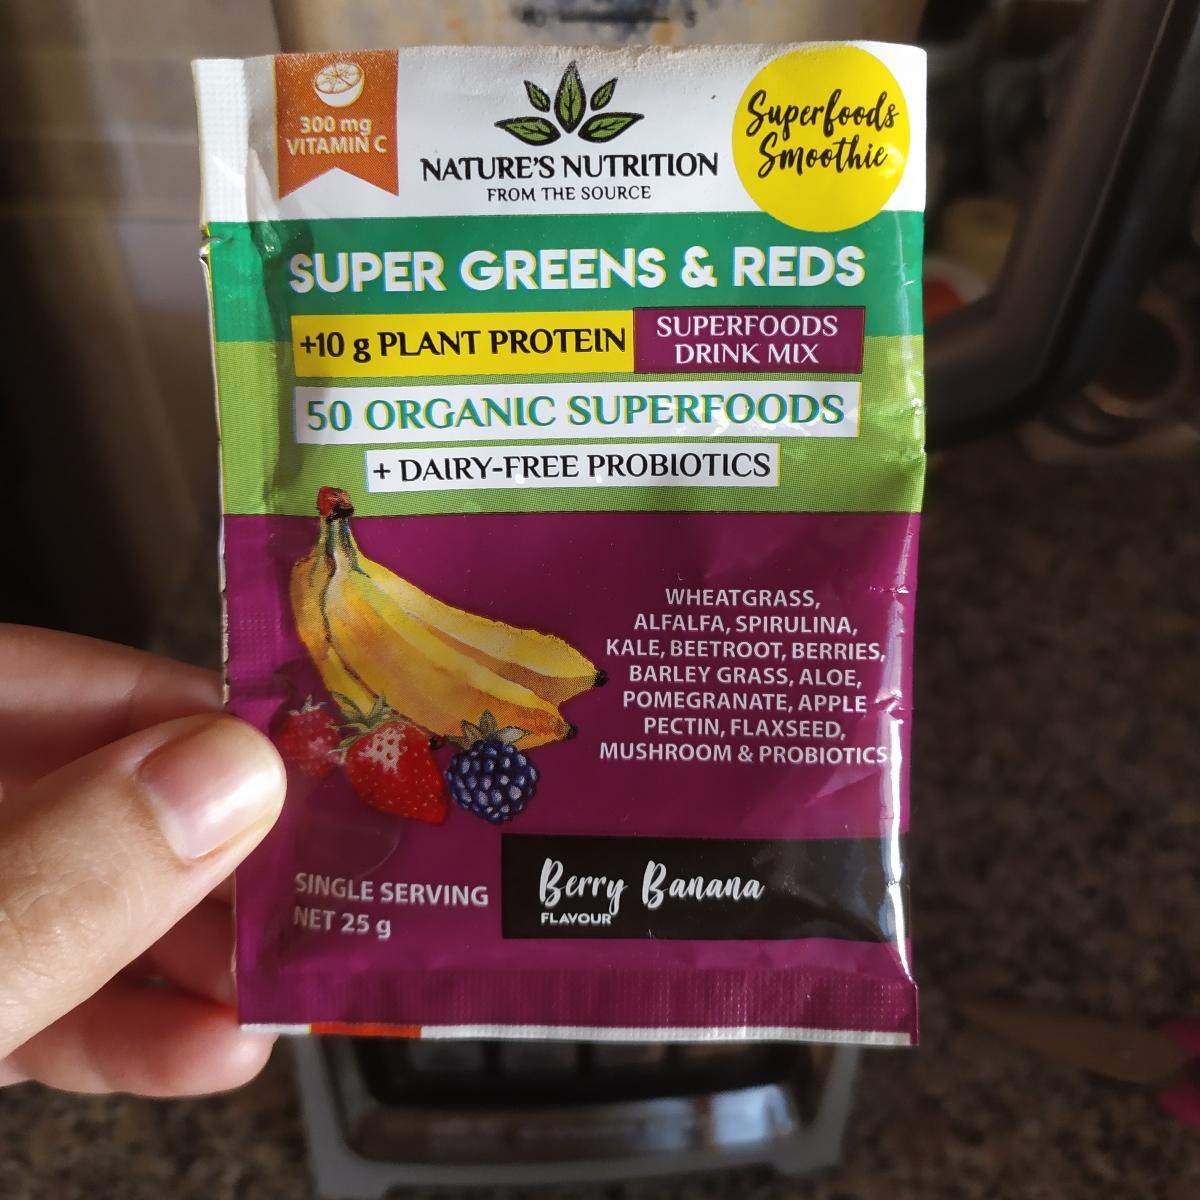 300 mg
VITAMIN C
NATURE'S NUTRITION
FROM THE SOURCE
Superfoods
Smoothie
SUPER GREENS & REDS
+10 g PLANT PROTEIN
SUPERFOODS
DRINK MIX
50 ORGANIC SUPERFOODS
+ DAIRY-FREE PROBIOTICS
WHEATGRASS,
ALFALFA, SPIRULINA,
KALE, BEETROOT, BERRIES,
BARLEY GRASS, ALOE,
POMEGRANATE, APPLE
PECTIN, FLAXSEED,
MUSHROOM & PROBIOTICS
Berry Banana
FLAVOUR
SINGLE SERVING
NET 25 g